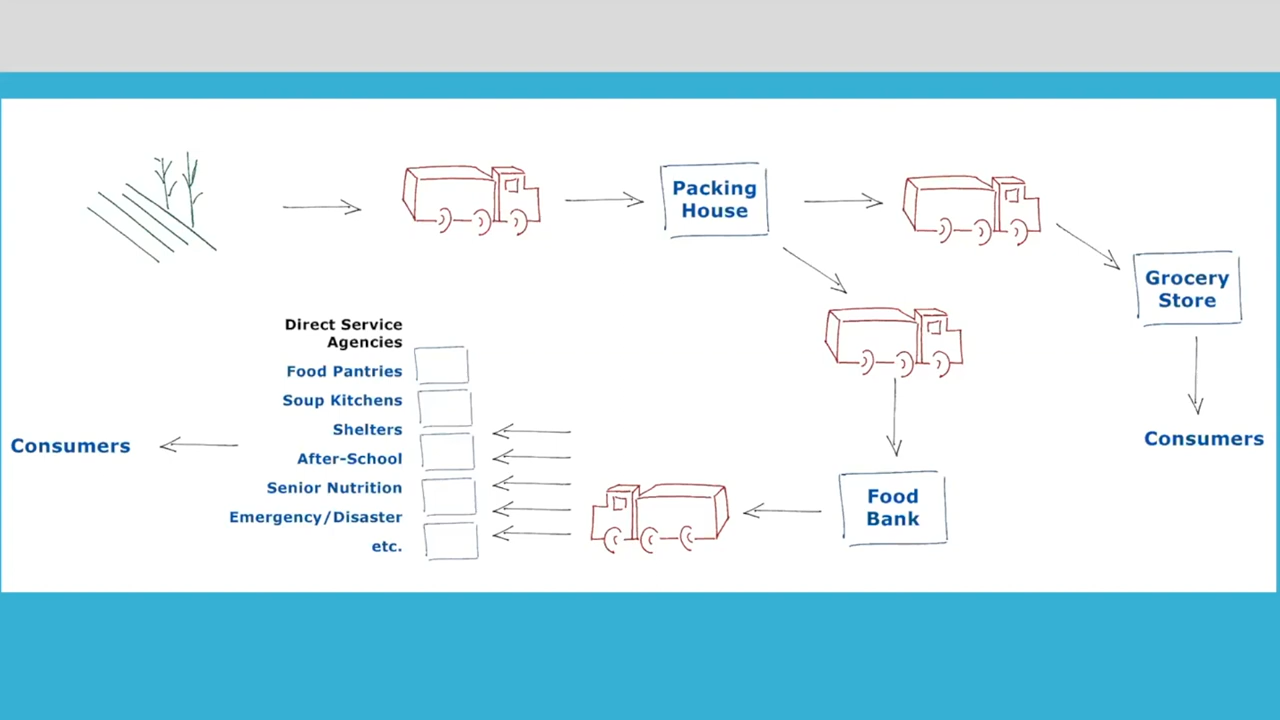 Packing
House
Grocery
Store
Consumers
Food
Bank
Direct Service
Agencies
Food Pantries
Soup Kitchens
Shelters
After-School
Senior Nutrition
Emergency/Disaster
etc.
Consumers